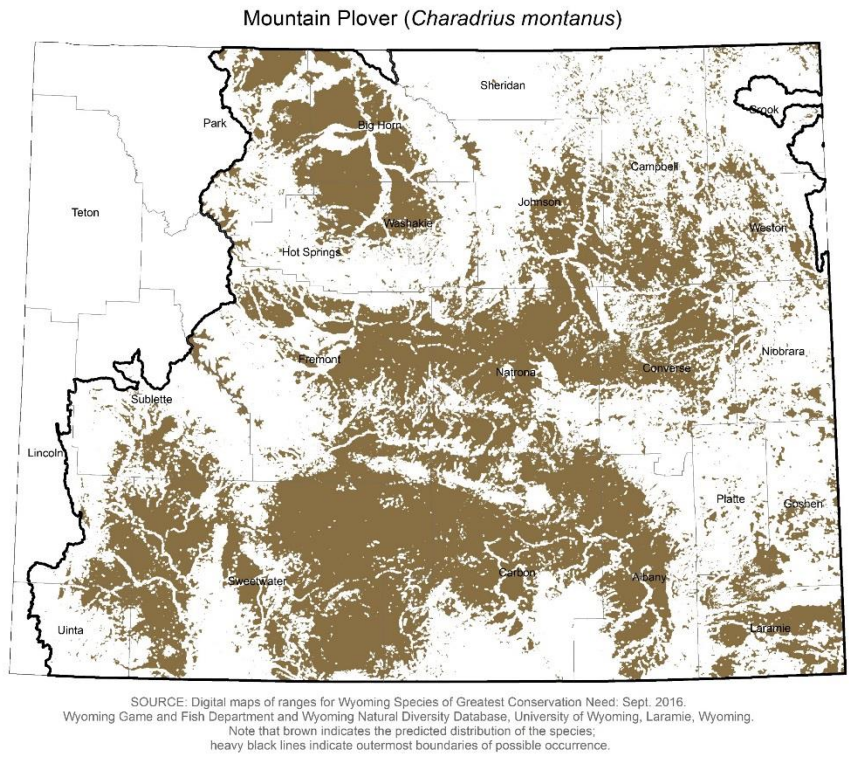 Mountain Plover (Charadrius montanus)
Sheridan
Crook
Park
Big Horn
Campbell
Teton
Johnson
Washakie
Weston
Hot Springs
Fremont
Natrona
Converse
Niobrara
Sublette
Lincoln
Platte
Goshen
Sweetwater
Carbon
Albany
Uinta
Laramie
SOURCE: Digital maps of ranges for Wyoming Species of Greatest Conservation Need: Sept. 2016.
Wyoming Game and Fish Department and Wyoming Natural Diversity Database, University of Wyoming, Laramie, Wyoming.
Note that brown indicates the predicted distribution of the species;
heavy black lines indicate outermost boundaries of possible occurrence.